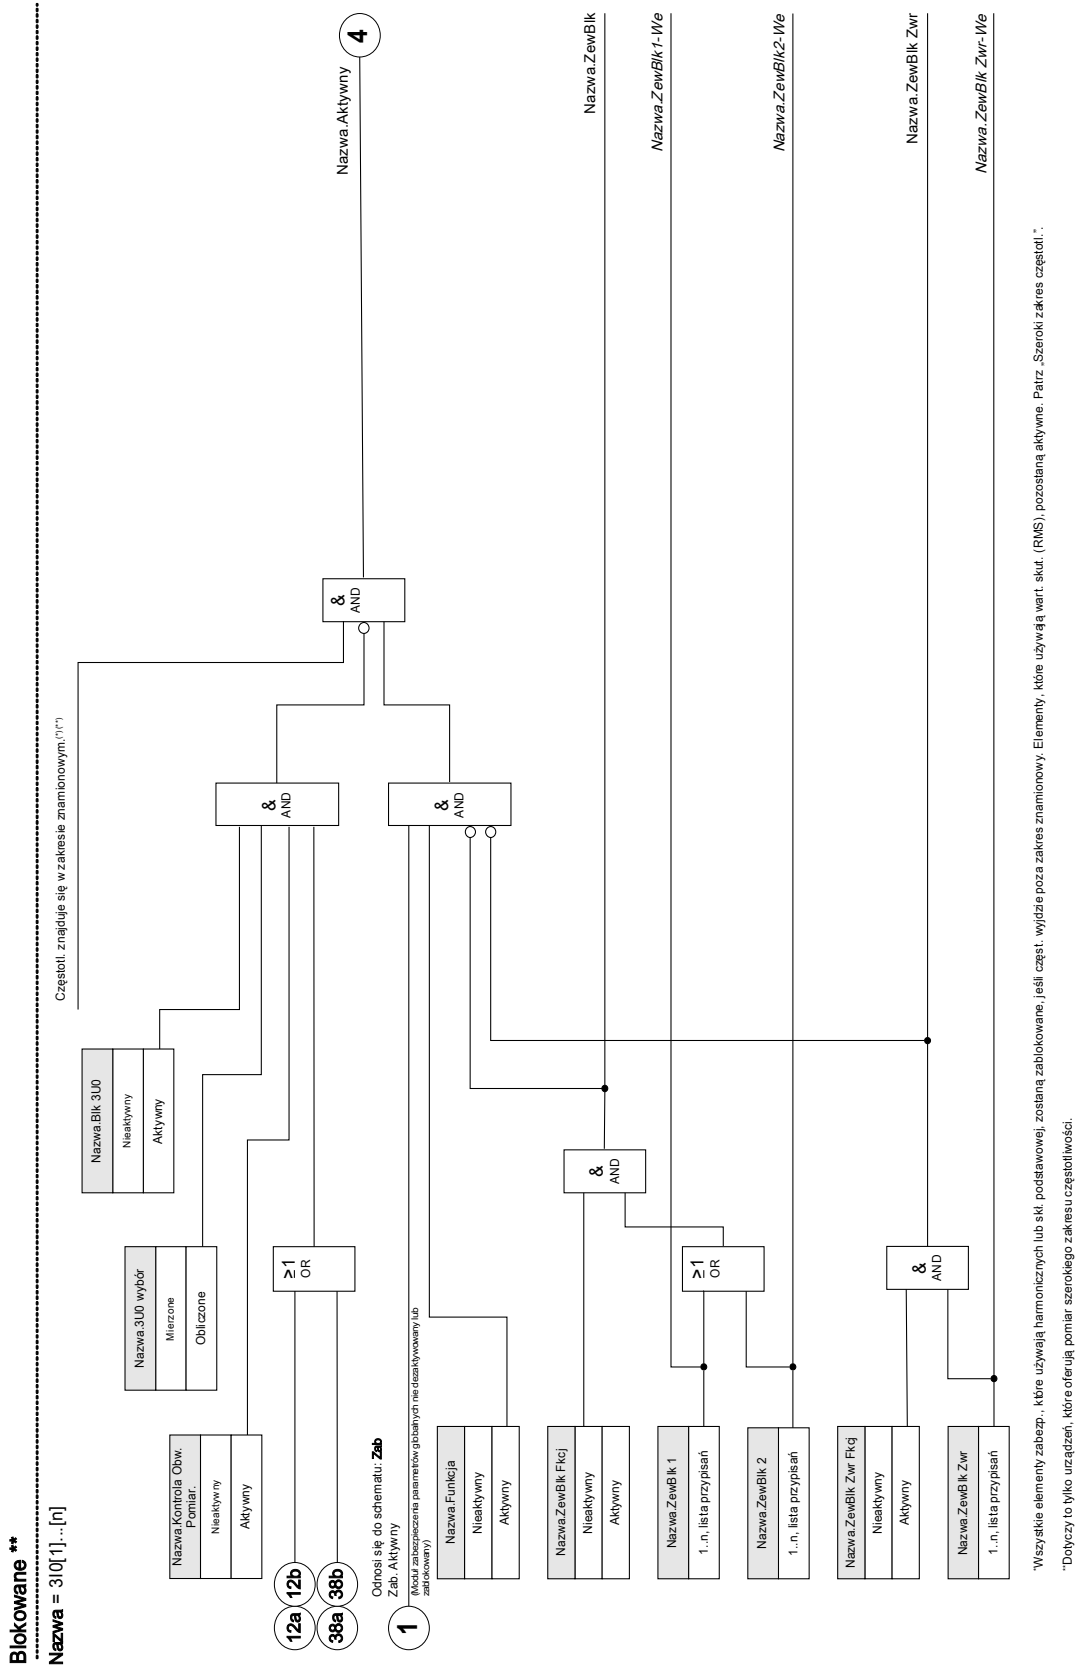 Blokowane **
Nazwa = 3I0[1]...[n]
Częstotl. znajduje się w zakresie znamionowym.(*)(**)
Nazwa.Blk 3U0
Nieaktywny
Aktywny
Nazwa.3U0 wybór
Mierzone
Obliczone
Nazwa.Kontrola Obw.
Pomiar.
Nieaktywny
Aktywny
12a
12b
38a
38b
≥1
OR
&
AND
&
AND
Nazwa.Aktywny
4
Odnosi się do schematu: Zab
Zab. Aktywny
(Moduł zabezpieczenia parametrów globalnych nie dezaktywowany lub
zablokowany)
1
&
AND
Nazwa.Funkcja
Nieaktywny
Aktywny
Nazwa.ZewBlk Fkcj
Nieaktywny
Aktywny
&
AND
Nazwa.ZewBlk
Nazwa.ZewBlk 1
1..n, lista przypisań
Nazwa.ZewBlk1-We
≥1
OR
Nazwa.ZewBlk 2
1..n, lista przypisań
Nazwa.ZewBlk2-We
Nazwa.ZewBlk Zwr Fkcj
Nieaktywny
Aktywny
&
AND
Nazwa.ZewBlk Zwr
Nazwa.ZewBlk Zwr
1..n, lista przypisań
Nazwa.ZewBlk Zwr-We
*Wszystkie elementy zabezp., które używają harmonicznych lub skł. podstawowej, zostaną zablokowane, jeśli częst. wyjdzie poza zakres znamionowy. Elementy, które używają wart. skut. (RMS), pozostaną aktywne. Patrz „Szeroki zakres częstotl.”.
**Dotyczy to tylko urządzeń, które oferują pomiar szerokiego zakresu częstotliwości.